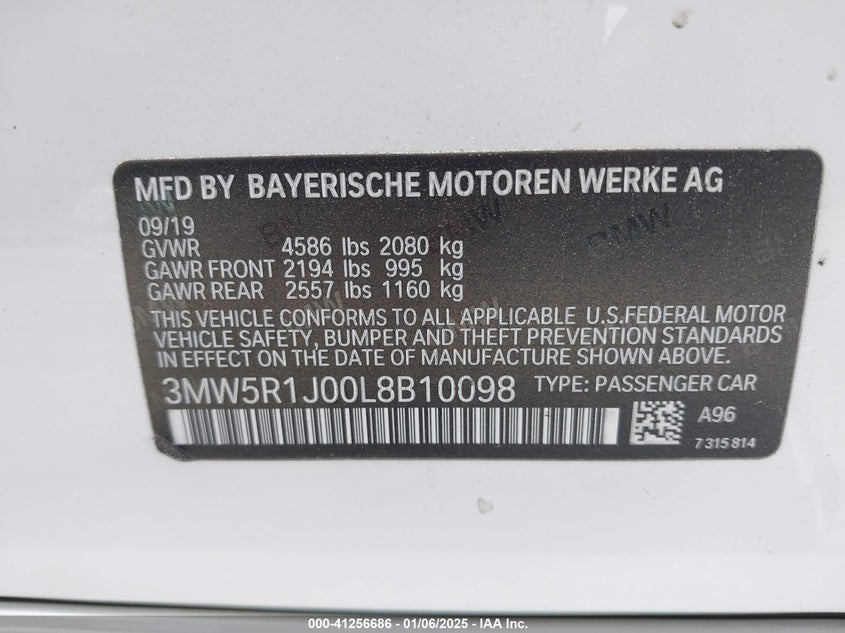 MFD BY BAYERISCHE MOTOREN WERKE AG
09/19
GVWR 4586 lbs 2080 kg
GAWR FRONT 2194 lbs 995 kg
GAWR REAR 2557 lbs 1160 kg
THIS VEHICLE CONFORMS TO ALL APPLICABLE U.S.FEDERAL MOTOR
VEHICLE SAFETY, BUMPER AND THEFT PREVENTION STANDARDS
IN EFFECT ON THE DATE OF MANUFACTURE SHOWN ABOVE.
3MW5R1J00L8B10098 TYPE: PASSENGER CAR
A96
7 315 814
000-41256686 - 01/06/2025 - IAA Inc.